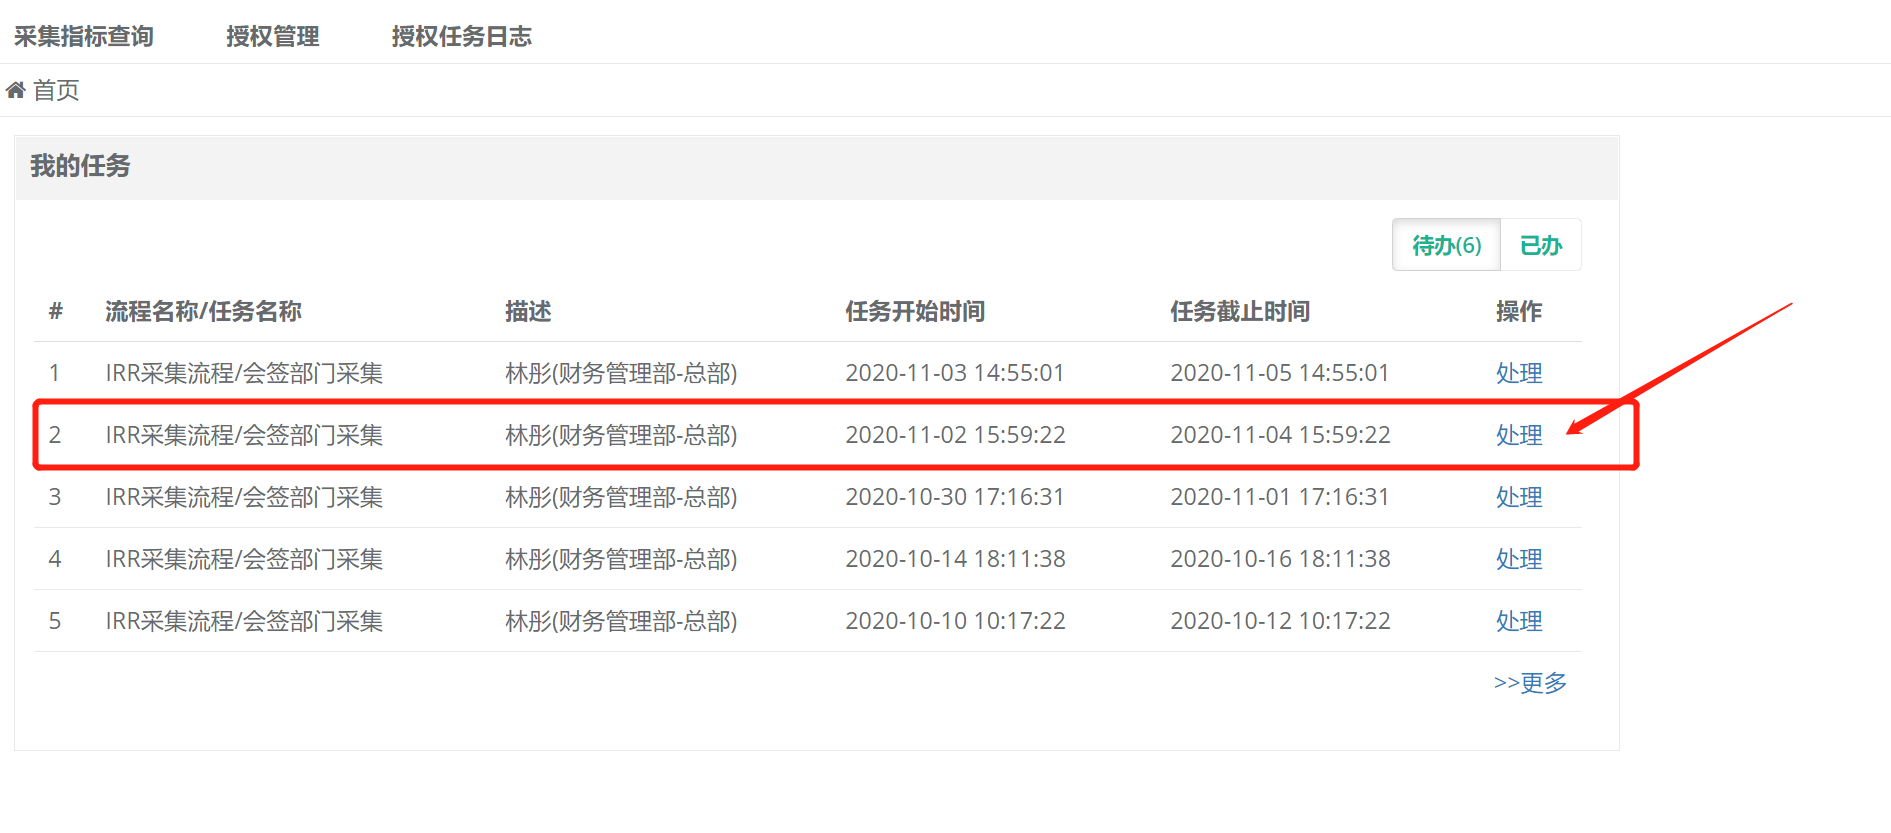 采集指标查询 授权管理 授权任务日志
首页
我的任务
待办(6) 已办
# 流程名称/任务名称 描述 任务开始时间 任务截止时间 操作
1 IRR采集流程/会签部门采集 林彤(财务管理部-总部) 2020-11-03 14:55:01 2020-11-05 14:55:01 处理
2 IRR采集流程/会签部门采集 林彤(财务管理部-总部) 2020-11-02 15:59:22 2020-11-04 15:59:22 处理
3 IRR采集流程/会签部门采集 林彤(财务管理部-总部) 2020-10-30 17:16:31 2020-11-01 17:16:31 处理
4 IRR采集流程/会签部门采集 林彤(财务管理部-总部) 2020-10-14 18:11:38 2020-10-16 18:11:38 处理
5 IRR采集流程/会签部门采集 林彤(财务管理部-总部) 2020-10-10 10:17:22 2020-10-12 10:17:22 处理
>>更多